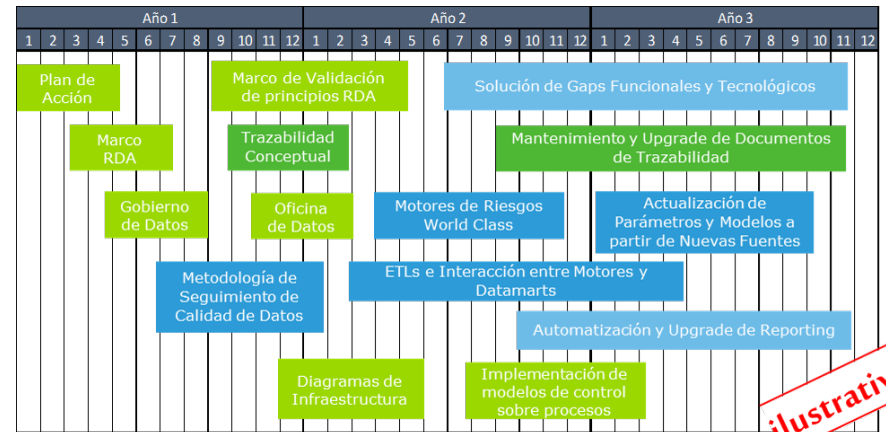 Año 1 Año 2 Año 3
1 2 3 4 5 6 7 8 9 10 11 12 1 2 3 4 5 6 7 8 9 10 11 12 1 2 3 4 5 6 7 8 9 10 11 12
Plan de
Acción
Marco de Validación
de principios RDA
Solución de Gaps Funcionales y Tecnológicos
Marco
RDA
Trazabilidad
Conceptual
Mantenimiento y Upgrade de Documentos
de Trazabilidad
Gobierno
de Datos
Oficina
de Datos
Motores de Riesgos
World Class
Actualización de
Parámetros y Modelos a
partir de Nuevas Fuentes
Metodología de
Seguimiento de
Calidad de Datos
ETLs e Interacción entre Motores y
Datamarts
Automatización y Upgrade de Reporting
Diagramas de
Infraestructura
Implementación de
modelos de control
sobre procesos
ilustrativ